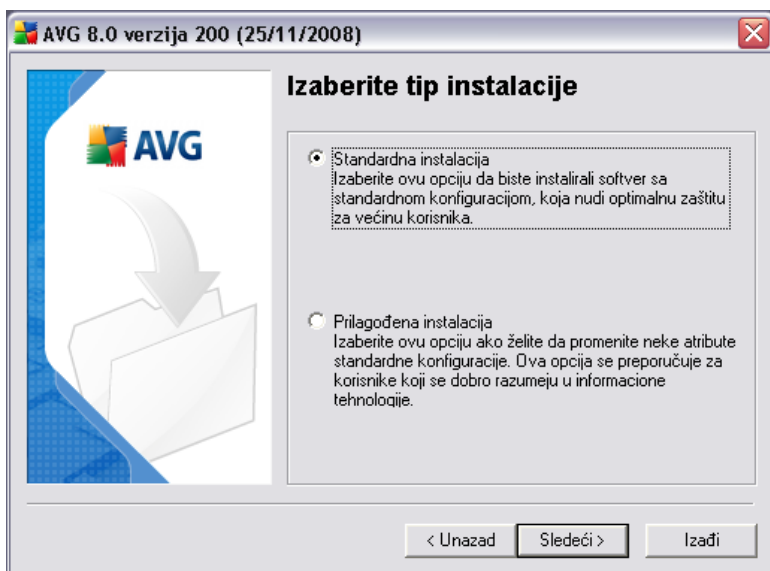 AVG 8.0 verzija 200 (25/11/2008)
Izaberite tip instalacije
AVG
Standardna instalacija
Izaberite ovu opciju da biste instalirali softver sa
standardnom konfiguracijom, koja nudi optimalnu zaštitu
za većinu korisnika.
Prilagođena instalacija
Izaberite ovu opciju ako želite da promenite neke atribute
standardne konfiguracije. Ova opcija se preporučuje za
korisnike koji se dobro razumeju u informacione
tehnologije.
< Unazad
Sledeći >
Izađi